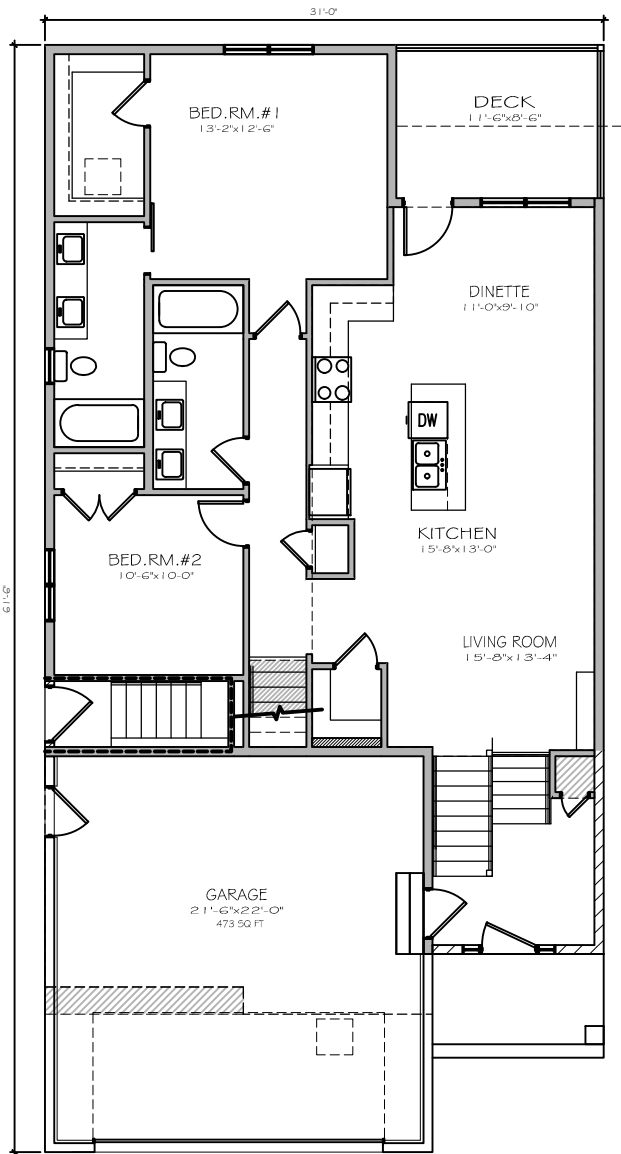 31'-0"
BED.RM.#1
13'-2"x12'-6"
DECK
11'-6"x8'-6"
DINETTE
11'-0"x9'-10"
DW
KITCHEN
15'-8"x13'-0"
BED.RM.#2
10'-6"x10'-0"
61'-6"
LIVING ROOM
15'-8"x13'-4"
GARAGE
21'-6"x22'-0"
473 SQ FT